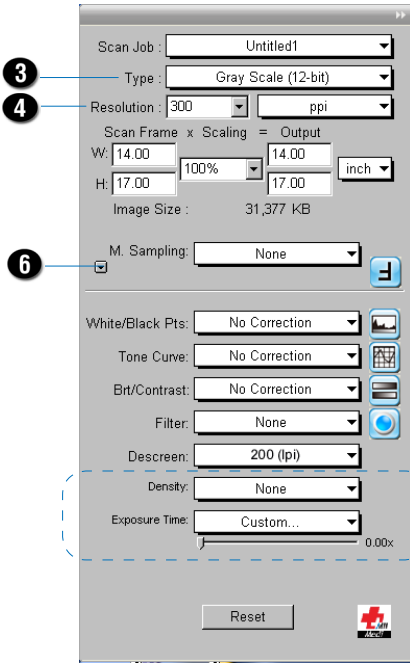 Scan Job : Untitled1
3 Type : Gray Scale (12-bit)
4 Resolution : 300 ppi
Scan Frame x Scaling = Output
W: 14.00 100% 14.00 inch
H: 17.00 17.00
Image Size : 31,377 KB
6 M. Sampling: None
White/Black Pts: No Correction
Tone Curve: No Correction
Brt/Contrast: No Correction
Filter: None
Descreen: 200 (lpi)
Density: None
Exposure Time: Custom...
0.00x
Reset